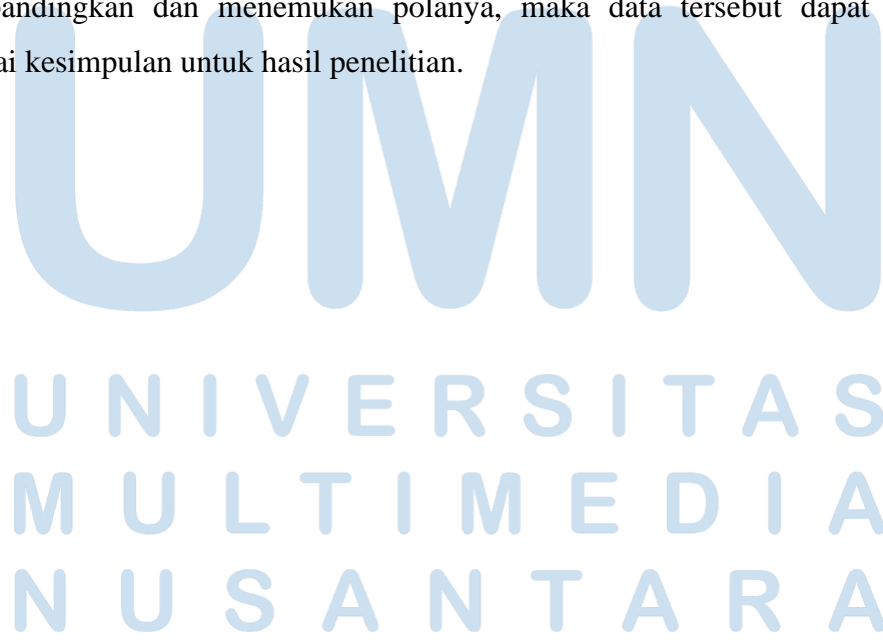 bandingkan dan menemukan polanya, maka data tersebut dapat
ai kesimpulan untuk hasil penelitian.
UMN
UNIVERSITAS
MULTIMEDIA
NUSANTARA